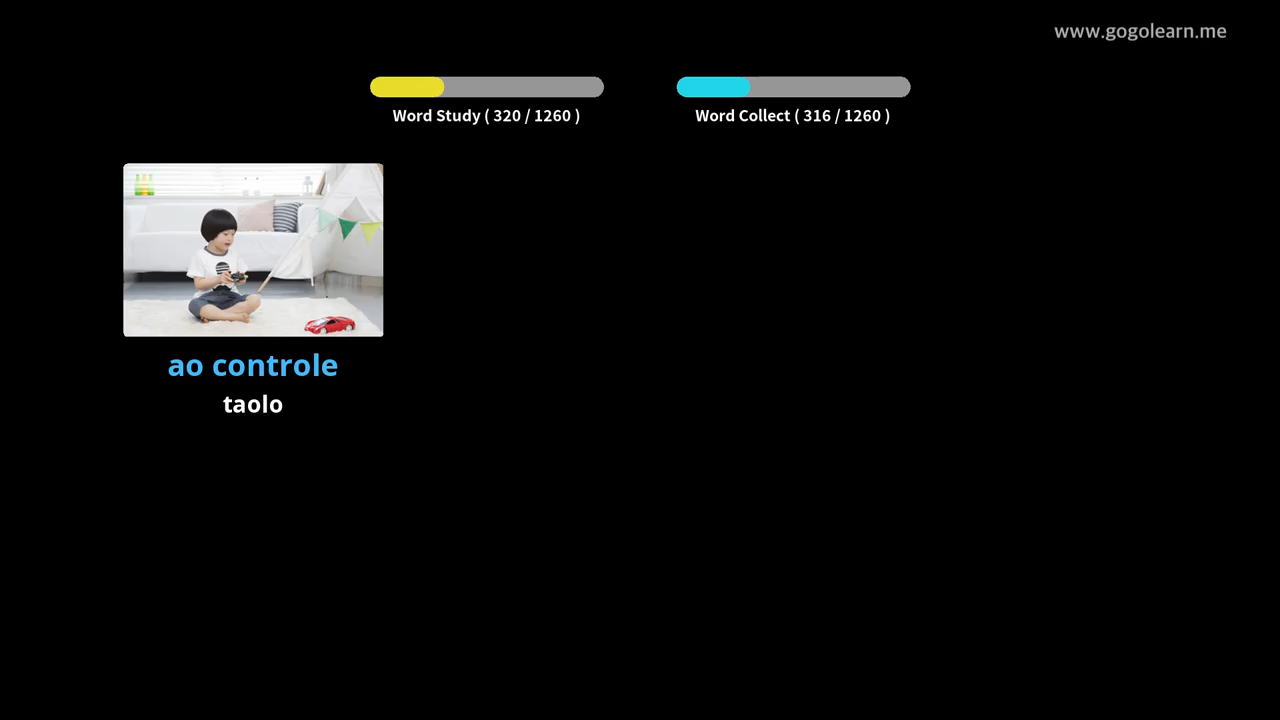 www.gogolearn.me
Word Study ( 320 / 1260 )
Word Collect ( 316 / 1260 )
ao controle
taolo